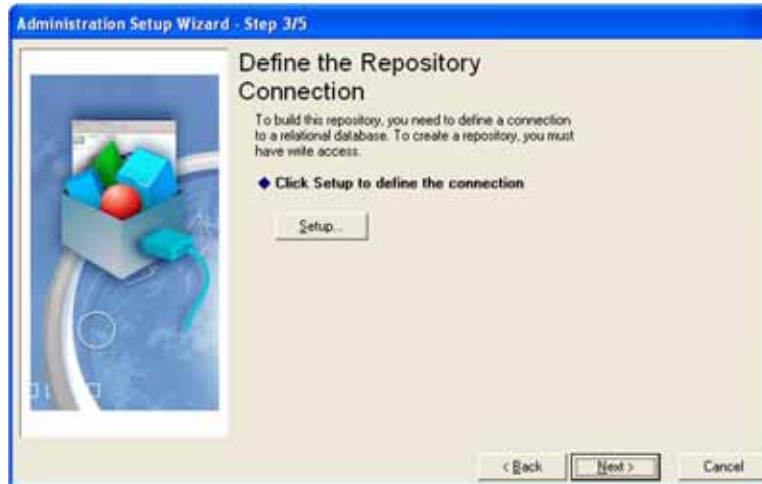 Administration Setup Wizard - Step 3/5
Define the Repository
Connection
To build this repository, you need to define a connection
to a relational database. To create a repository, you must
have write access.
Click Setup to define the connection
Setup...
< Back
Next >
Cancel